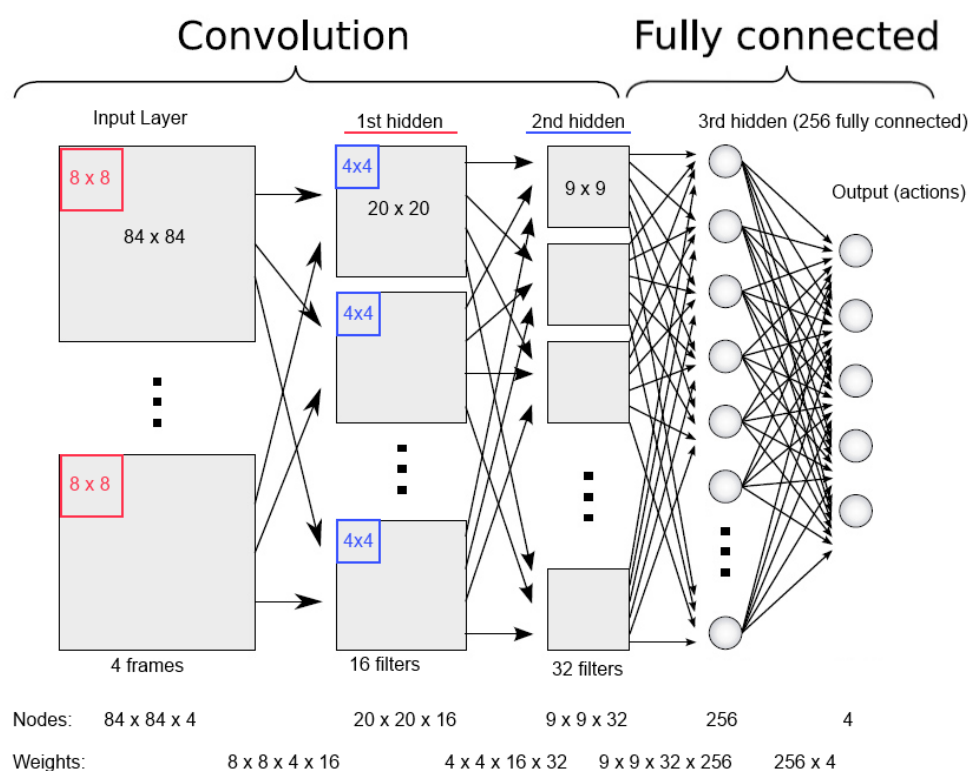 Convolution
Fully connected
Input Layer
1st hidden
2nd hidden
3rd hidden (256 fully connected)
Output (actions)
8 x 8
84 x 84
4x4
20 x 20
9 x 9
4x4
8 x 8
4x4
4 frames
16 filters
32 filters
Nodes: 84 x 84 x 4 20 x 20 x 16 9 x 9 x 32 256 4
Weights: 8 x 8 x 4 x 16 4 x 4 x 16 x 32 9 x 9 x 32 x 256 256 x 4